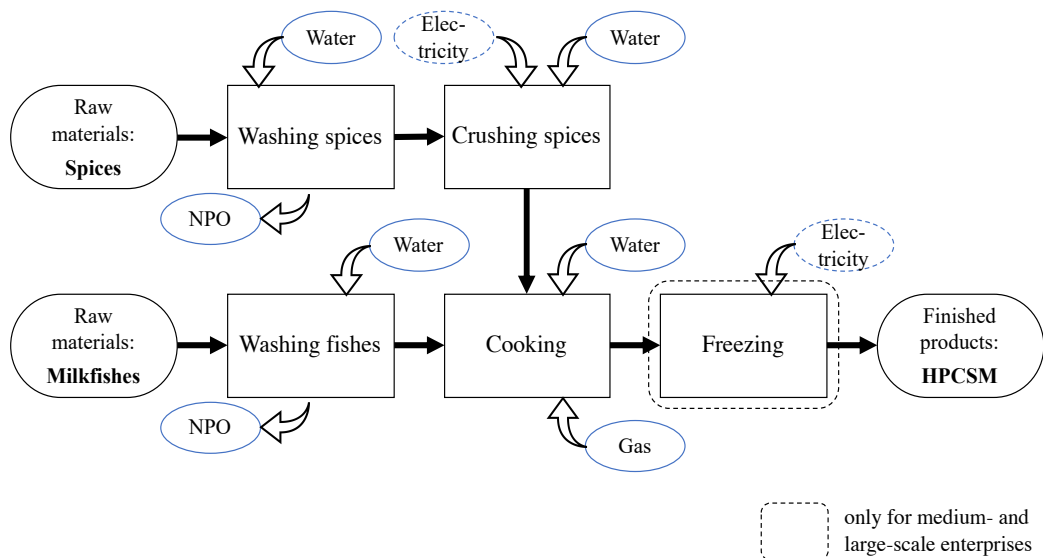 Water
Elec-
tricity
Water
Raw
materials:
Spices
Washing spices
Crushing spices
NPO
Water
Water
Elec-
tricity
Raw
materials:
Milkfishes
Washing fishes
Cooking
Freezing
Finished
products:
HPCSM
NPO
Gas
only for medium- and
large-scale enterprises